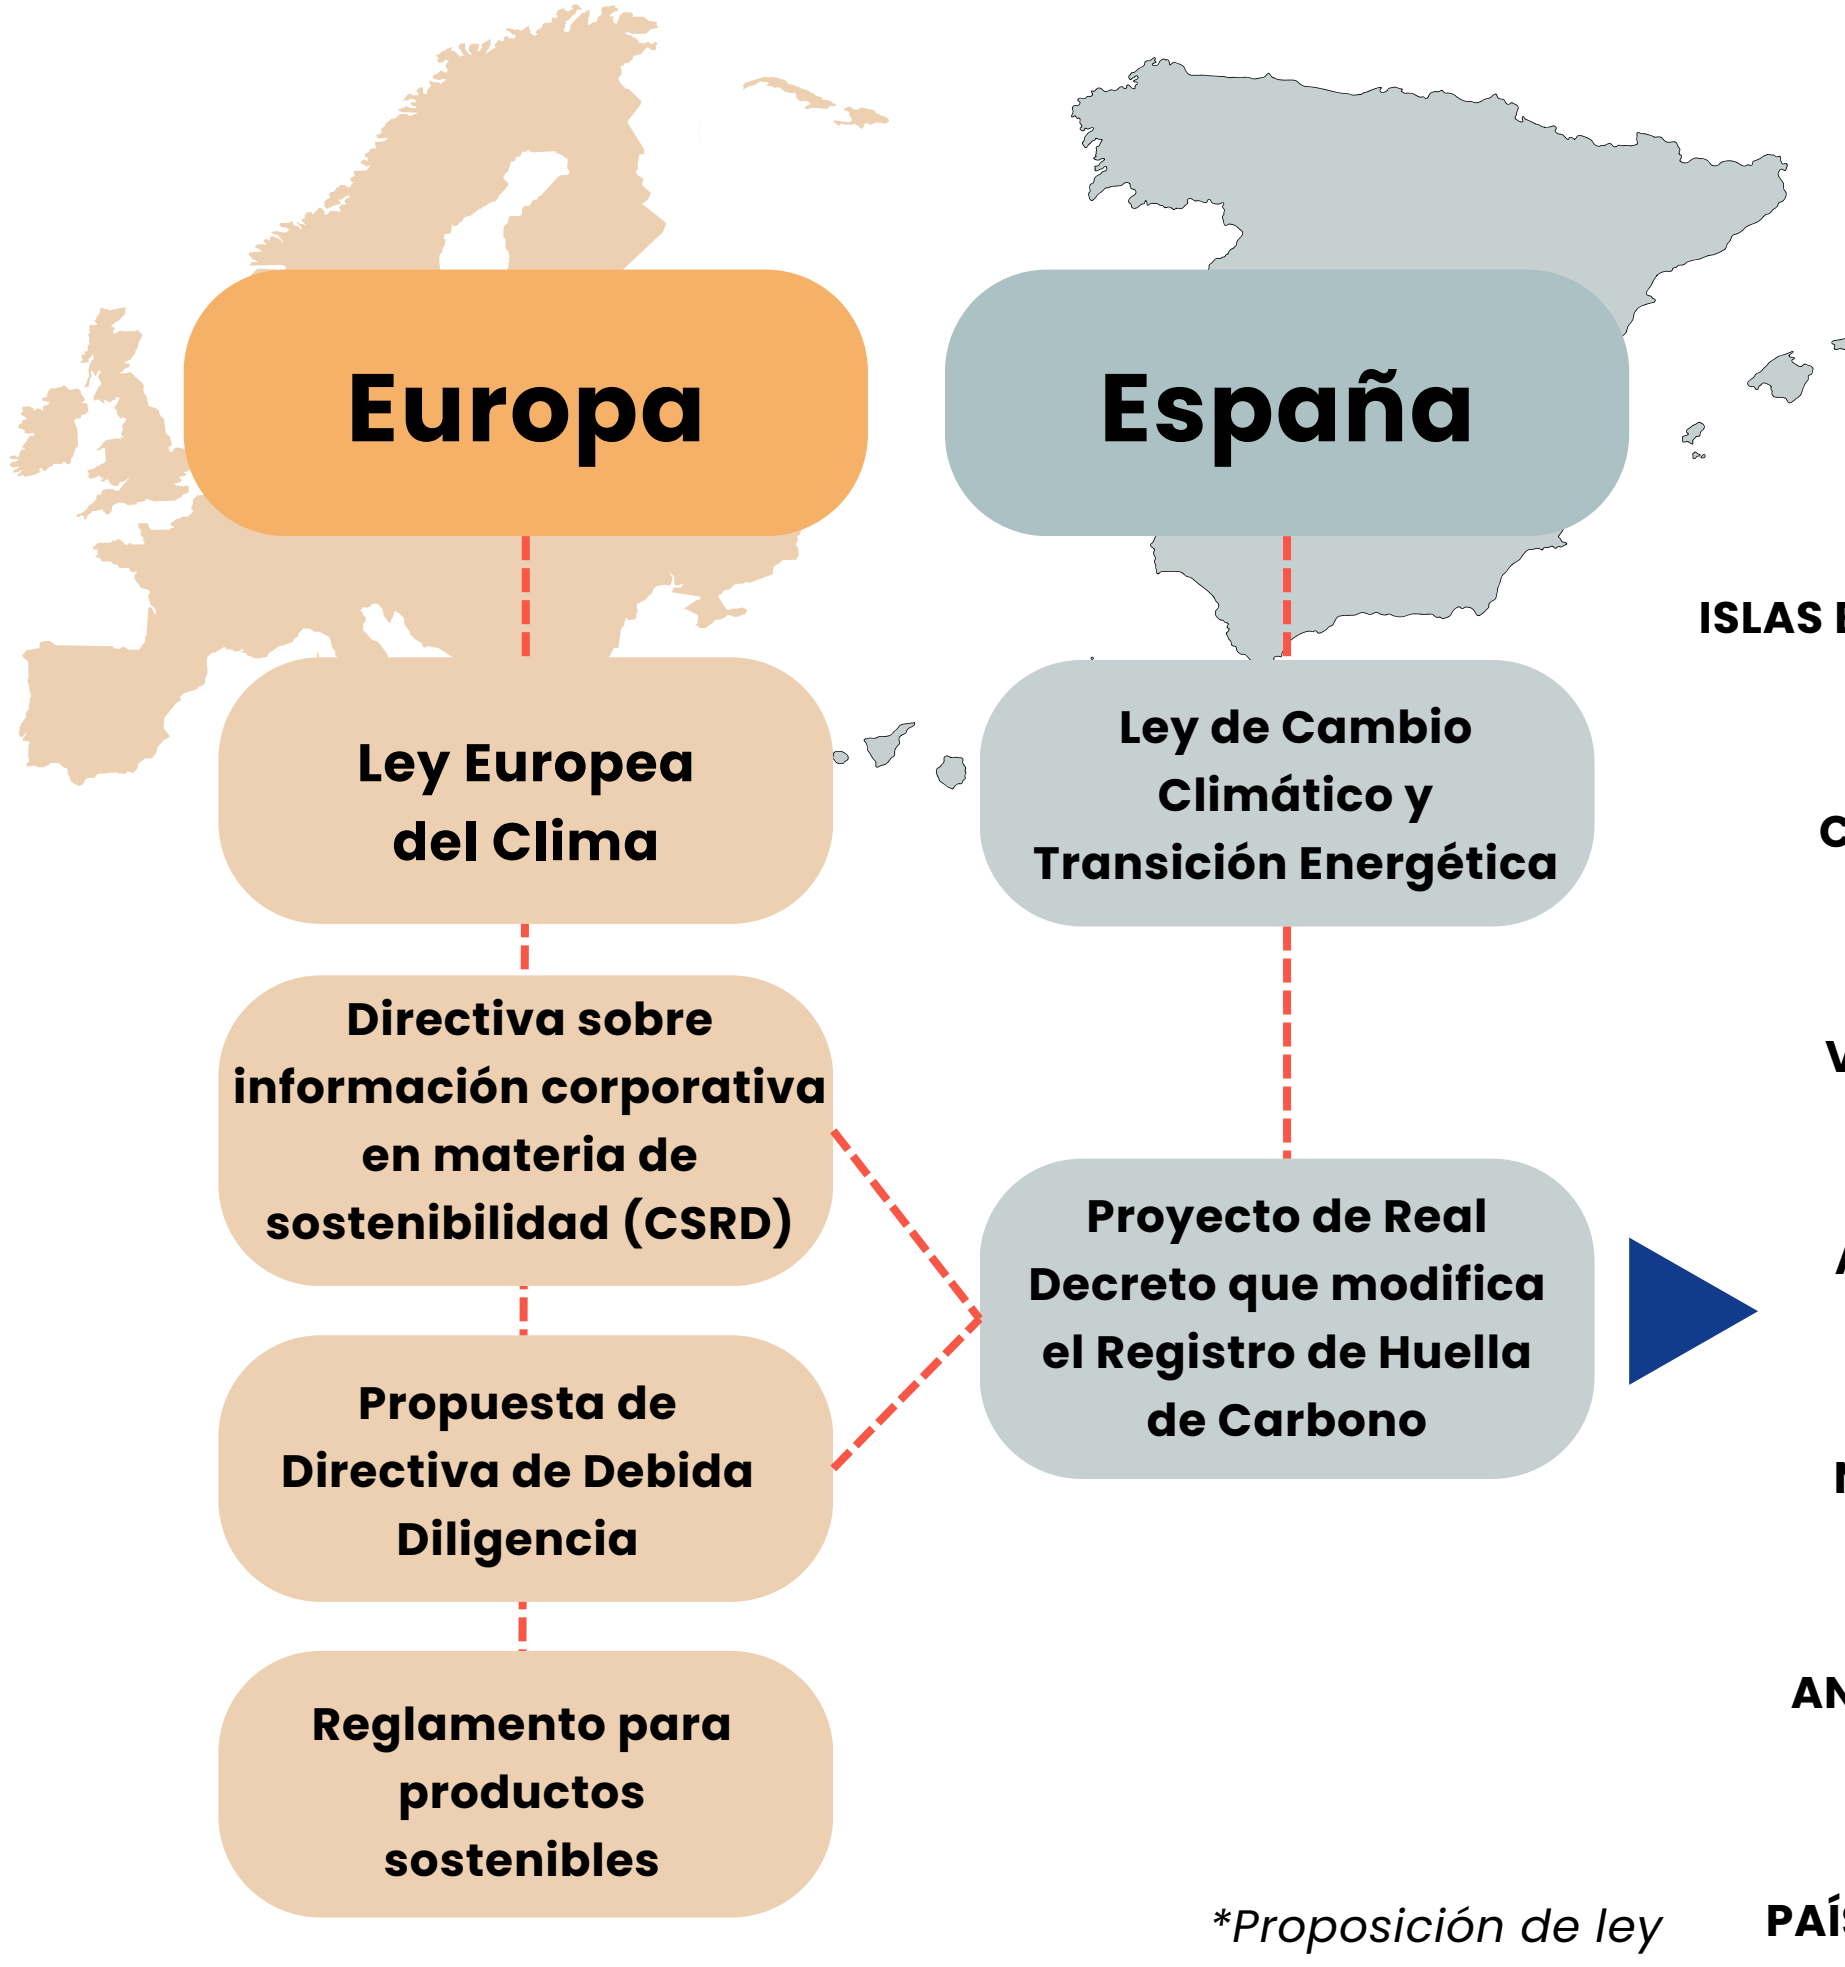 Europa
Ley Europea
del Clima
Directiva sobre
información corporativa
en materia de
sostenibilidad (CSRD)
Propuesta de
Directiva de Debida
Diligencia
Reglamento para
productos
sostenibles
España
Ley de Cambio
Climático y
Transición Energética
Proyecto de Real
Decreto que modifica
el Registro de Huella
de Carbono
*Proposición de ley
ISLAS